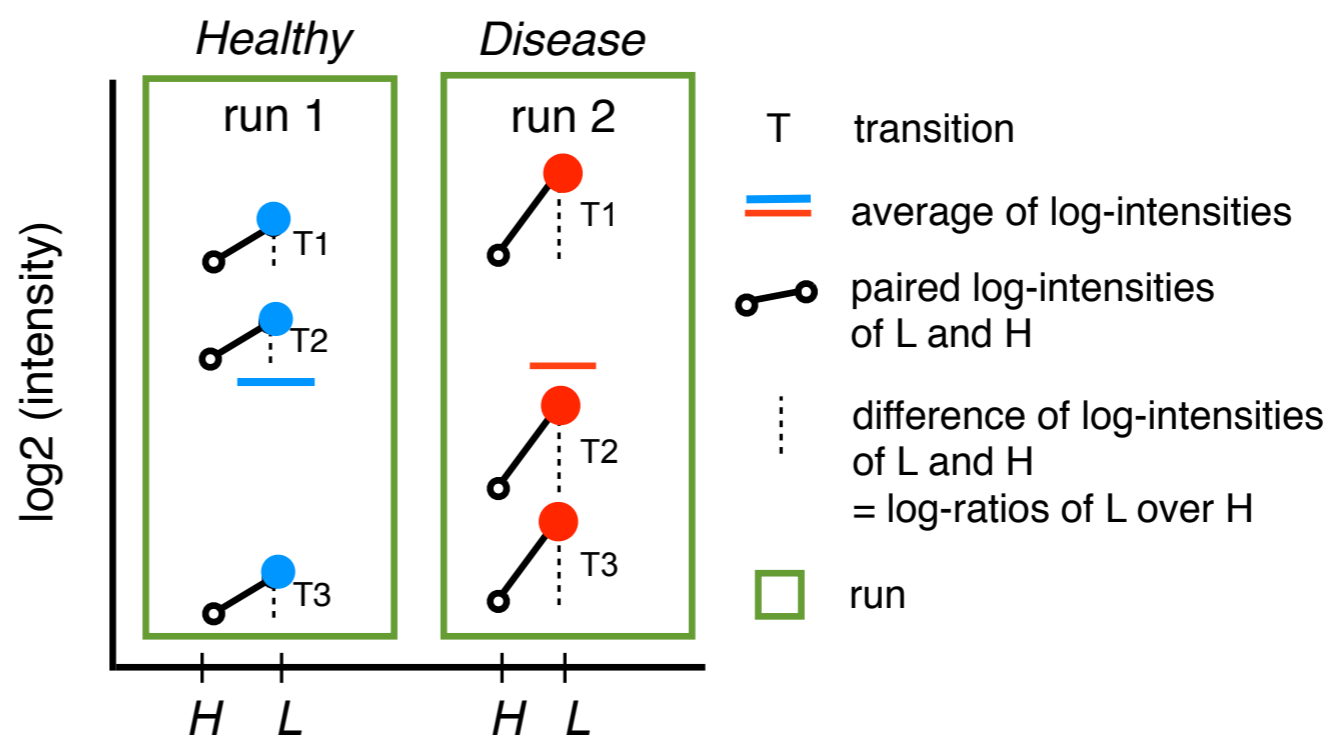 Healthy
Disease
run 1
run 2
T1
T2
T3
T1
T2
T3
log2 (intensity)
H
L
H
L
T
transition
average of log-intensities
paired log-intensities
of L and H
difference of log-intensities
of L and H
= log-ratios of L over H
run